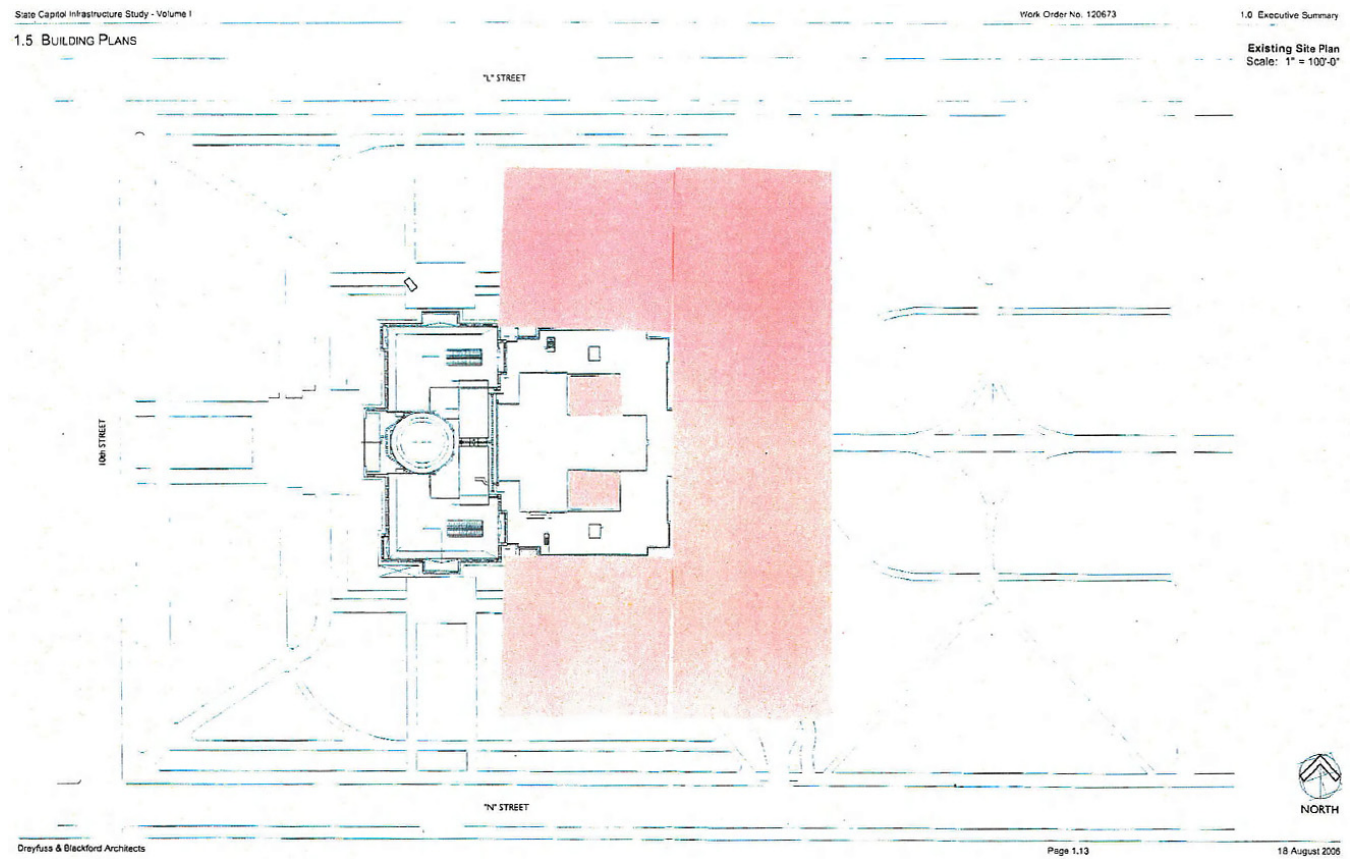 State Capitol Infrastructure Study - Volume I
Work Order No. 120673
1.0 Executive Summary
1.5 BUILDING PLANS
Existing Site Plan
Scale: 1" = 100'-0"
"L" STREET
10th STREET
"N" STREET
NORTH
Dreyfuss & Blackford Architects
Page 1.13
18 August 2006